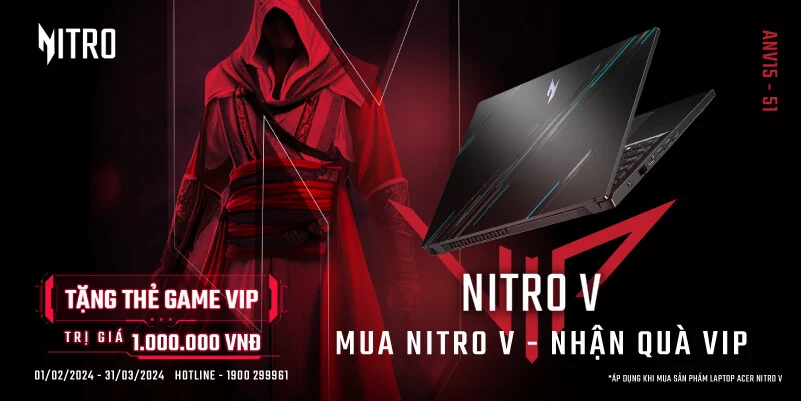 NITRO
ANV15 - 51
VIP
NITRO V
MUA NITRO V - NHẬN QUÀ VIP
TẶNG THẺ GAME VIP
TRỊ GIÁ 1.000.000 VNĐ
01/02/2024 - 31/03/2024 HOTLINE - 1900 299961
*ÁP DỤNG KHI MUA SẢN PHẨM LAPTOP ACER NITRO V